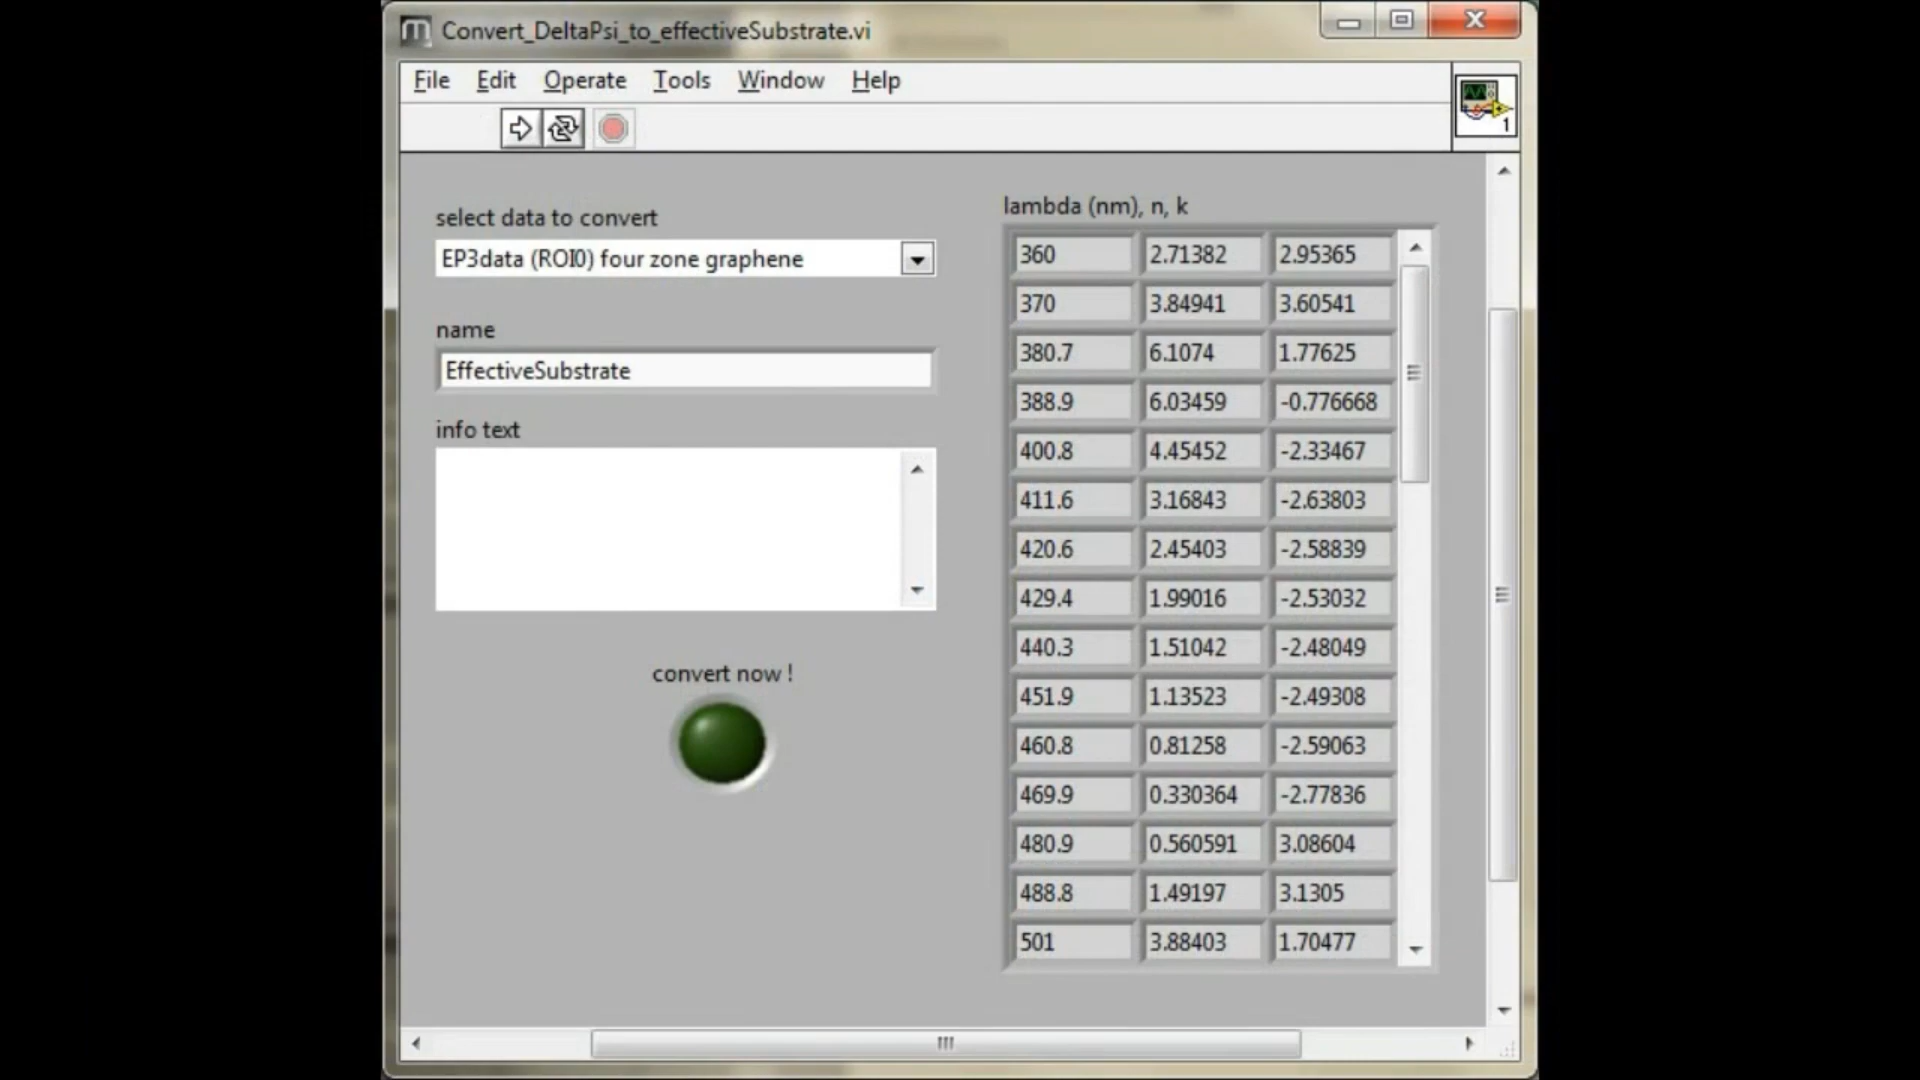 Convert_DeltaPsi_to_effectiveSubstrate.vi
File Edit Operate Tools Window Help
1
select data to convert
EP3data (ROI0) four zone graphene
name
EffectiveSubstrate
info text
convert now !
lambda (nm), n, k
360 2.71382 2.95365
370 3.84941 3.60541
380.7 6.1074 1.77625
388.9 6.03459 -0.776668
400.8 4.45452 -2.33467
411.6 3.16843 -2.63803
420.6 2.45403 -2.58839
429.4 1.99016 -2.53032
440.3 1.51042 -2.48049
451.9 1.13523 -2.49308
460.8 0.81258 -2.59063
469.9 0.330364 -2.77836
480.9 0.560591 3.08604
488.8 1.49197 3.1305
501 3.88403 1.70477